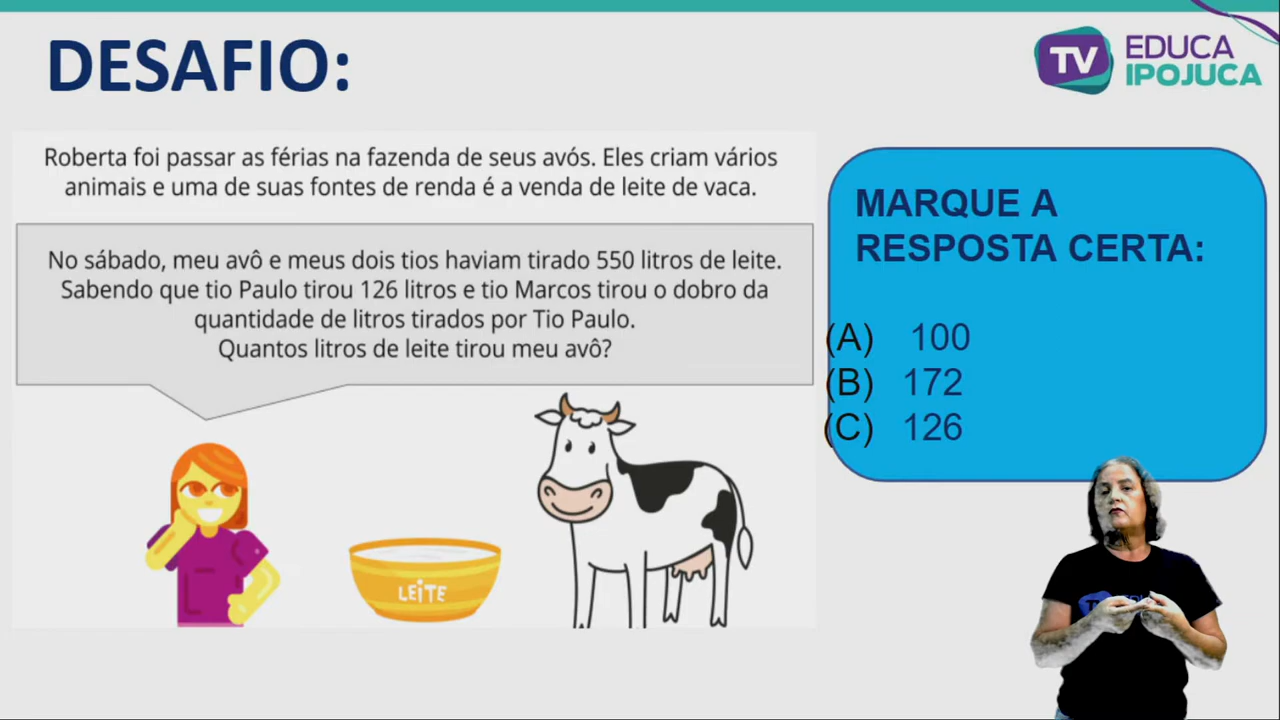 DESAFIO:
TV EDUCA
IPOJUCA
Roberta foi passar as férias na fazenda de seus avós. Eles criam vários
animais e uma de suas fontes de renda é a venda de leite de vaca.
No sábado, meu avô e meus dois tios haviam tirado 550 litros de leite.
Sabendo que tio Paulo tirou 126 litros e tio Marcos tirou o dobro da
quantidade de litros tirados por Tio Paulo.
Quantos litros de leite tirou meu avô?
LEITE
MARQUE A
RESPOSTA CERTA:
(A) 100
(B) 172
(C) 126